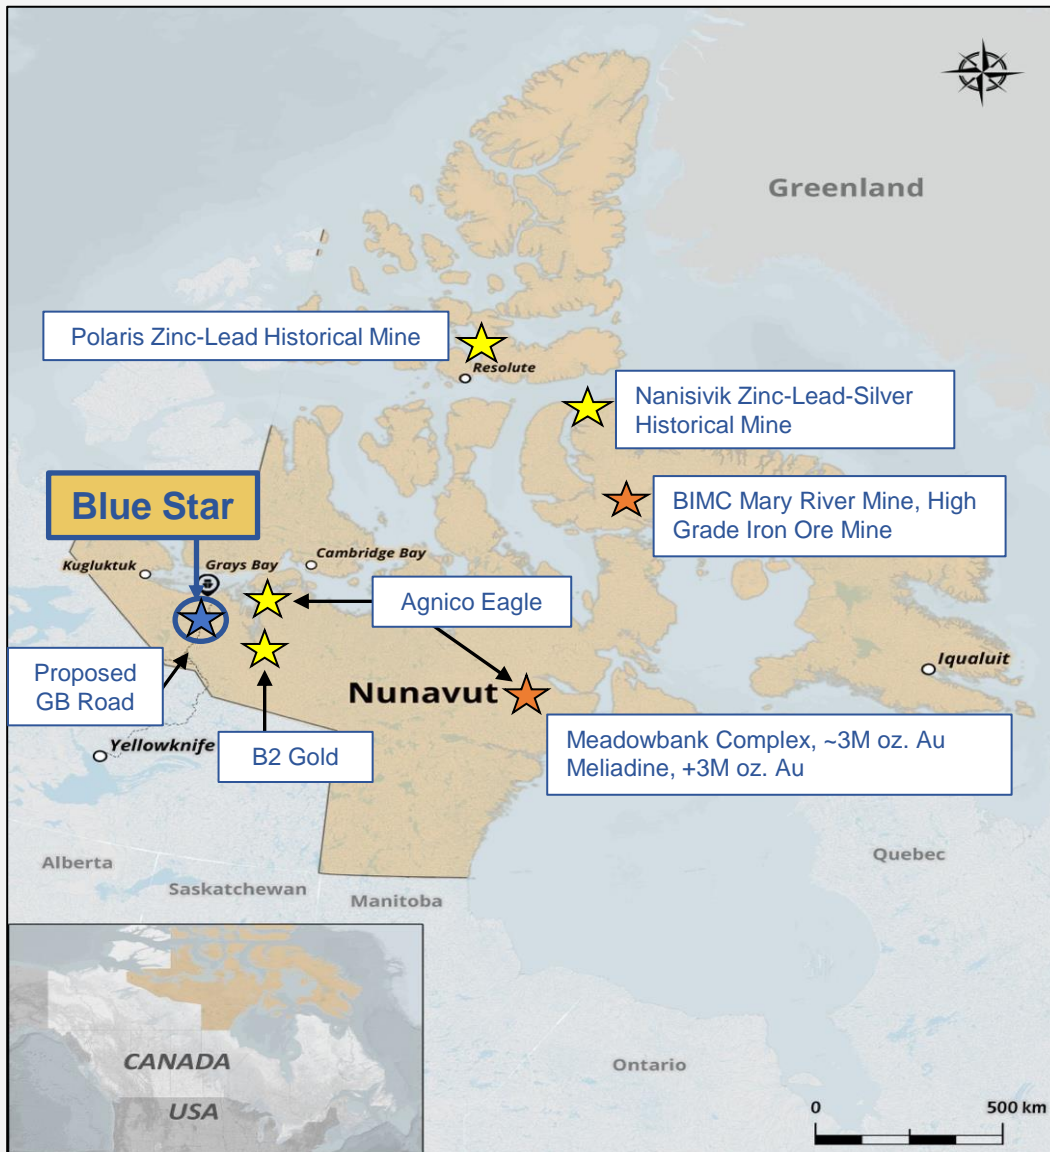 Greenland
Polaris Zinc-Lead Historical Mine
Resolute
Nanisivik Zinc-Lead-Silver
Historical Mine
Blue Star
BIMC Mary River Mine, High
Grade Iron Ore Mine
Kugluktuk
Grays Bay
Cambridge Bay
Agnico Eagle
Proposed
GB Road
Nunavut
Iqualuit
Yellowknife
B2 Gold
Meadowbank Complex, ~3M oz. Au
Meliadine, +3M oz. Au
Alberta
Saskatchewan
Manitoba
Quebec
CANADA
USA
Ontario
0 500 km